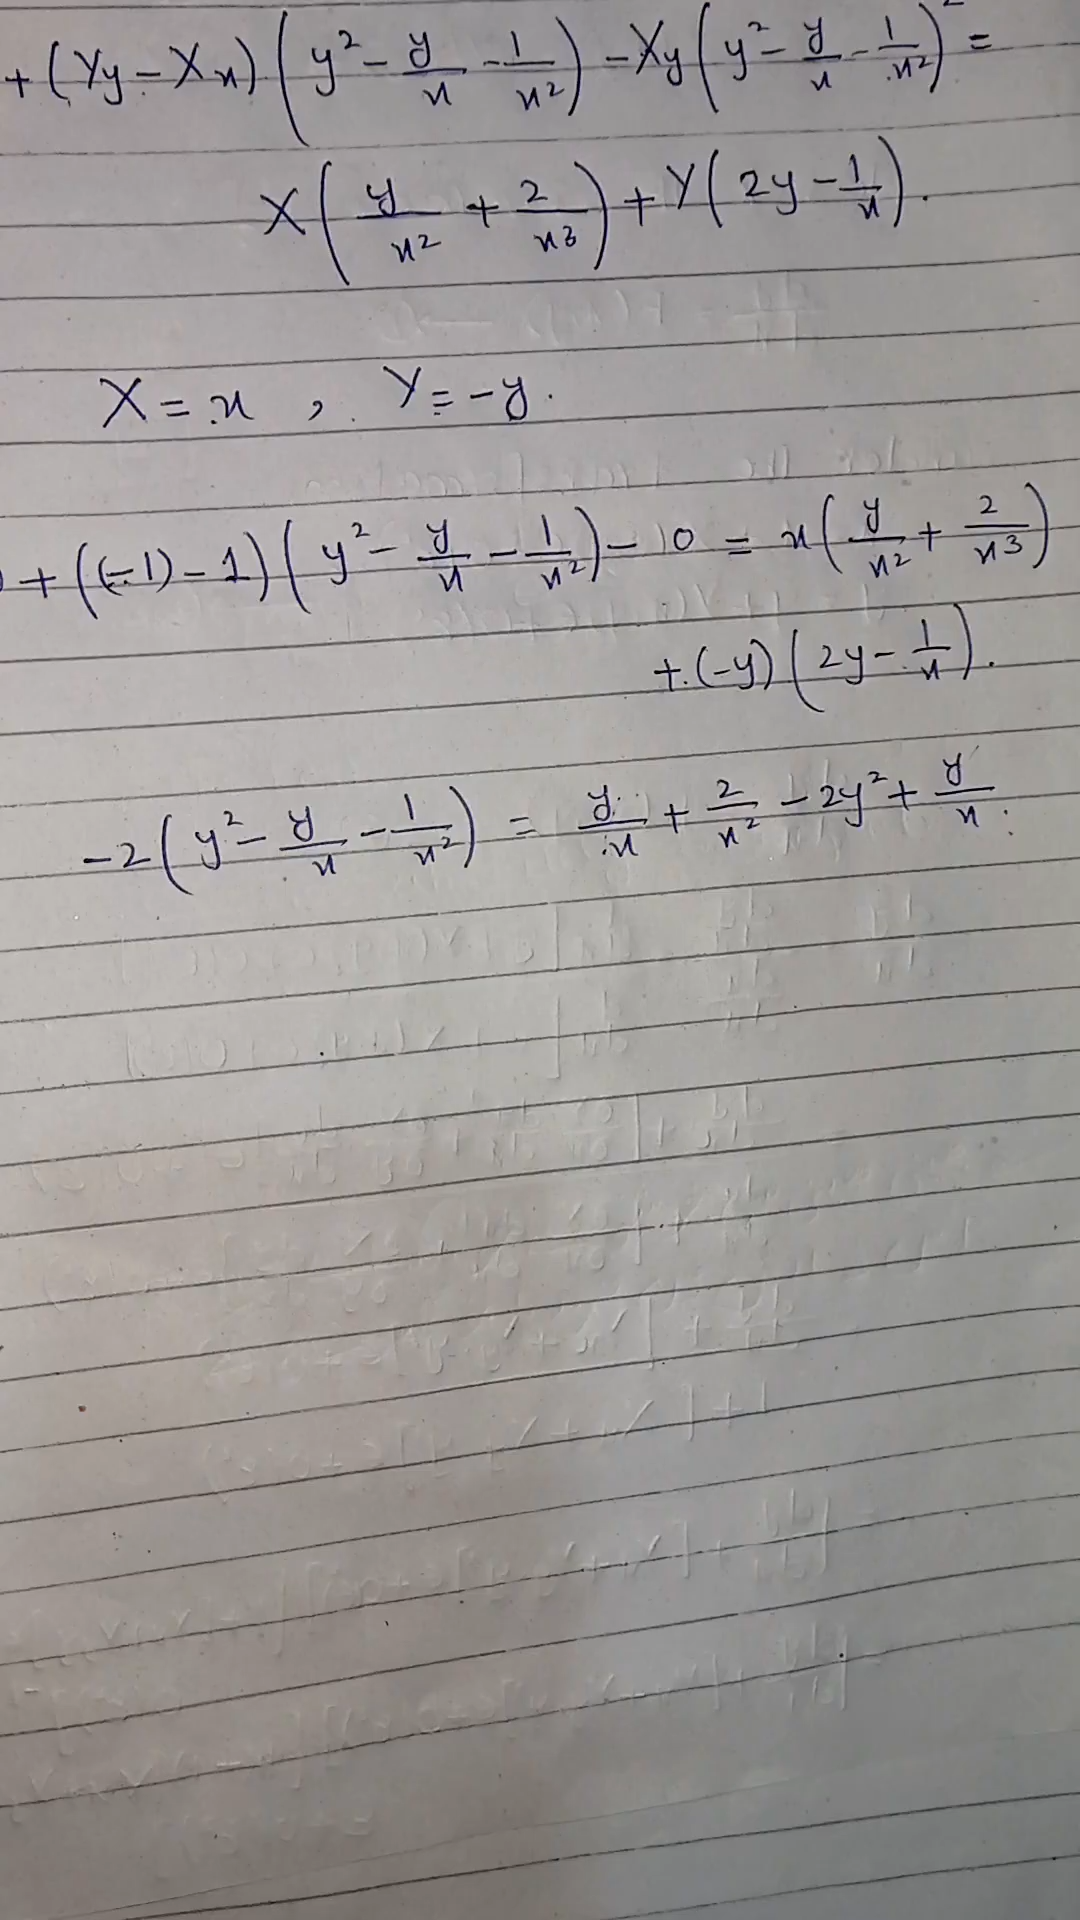 + (Yy - Xx) (y² - y/x - 1/x²) - Xy (y² - y/x - 1/x²)² =
X (y/x² + 2/x³) + Y (2y - 1/x).
X = x , Y = -y.
+ ((-1) - 1) (y² - y/x - 1/x²) - 0 = x (y/x² + 2/x³)
+ (-y) (2y - 1/x).
-2 (y² - y/x - 1/x²) = y/x + 2/x² - 2y² + y/x .